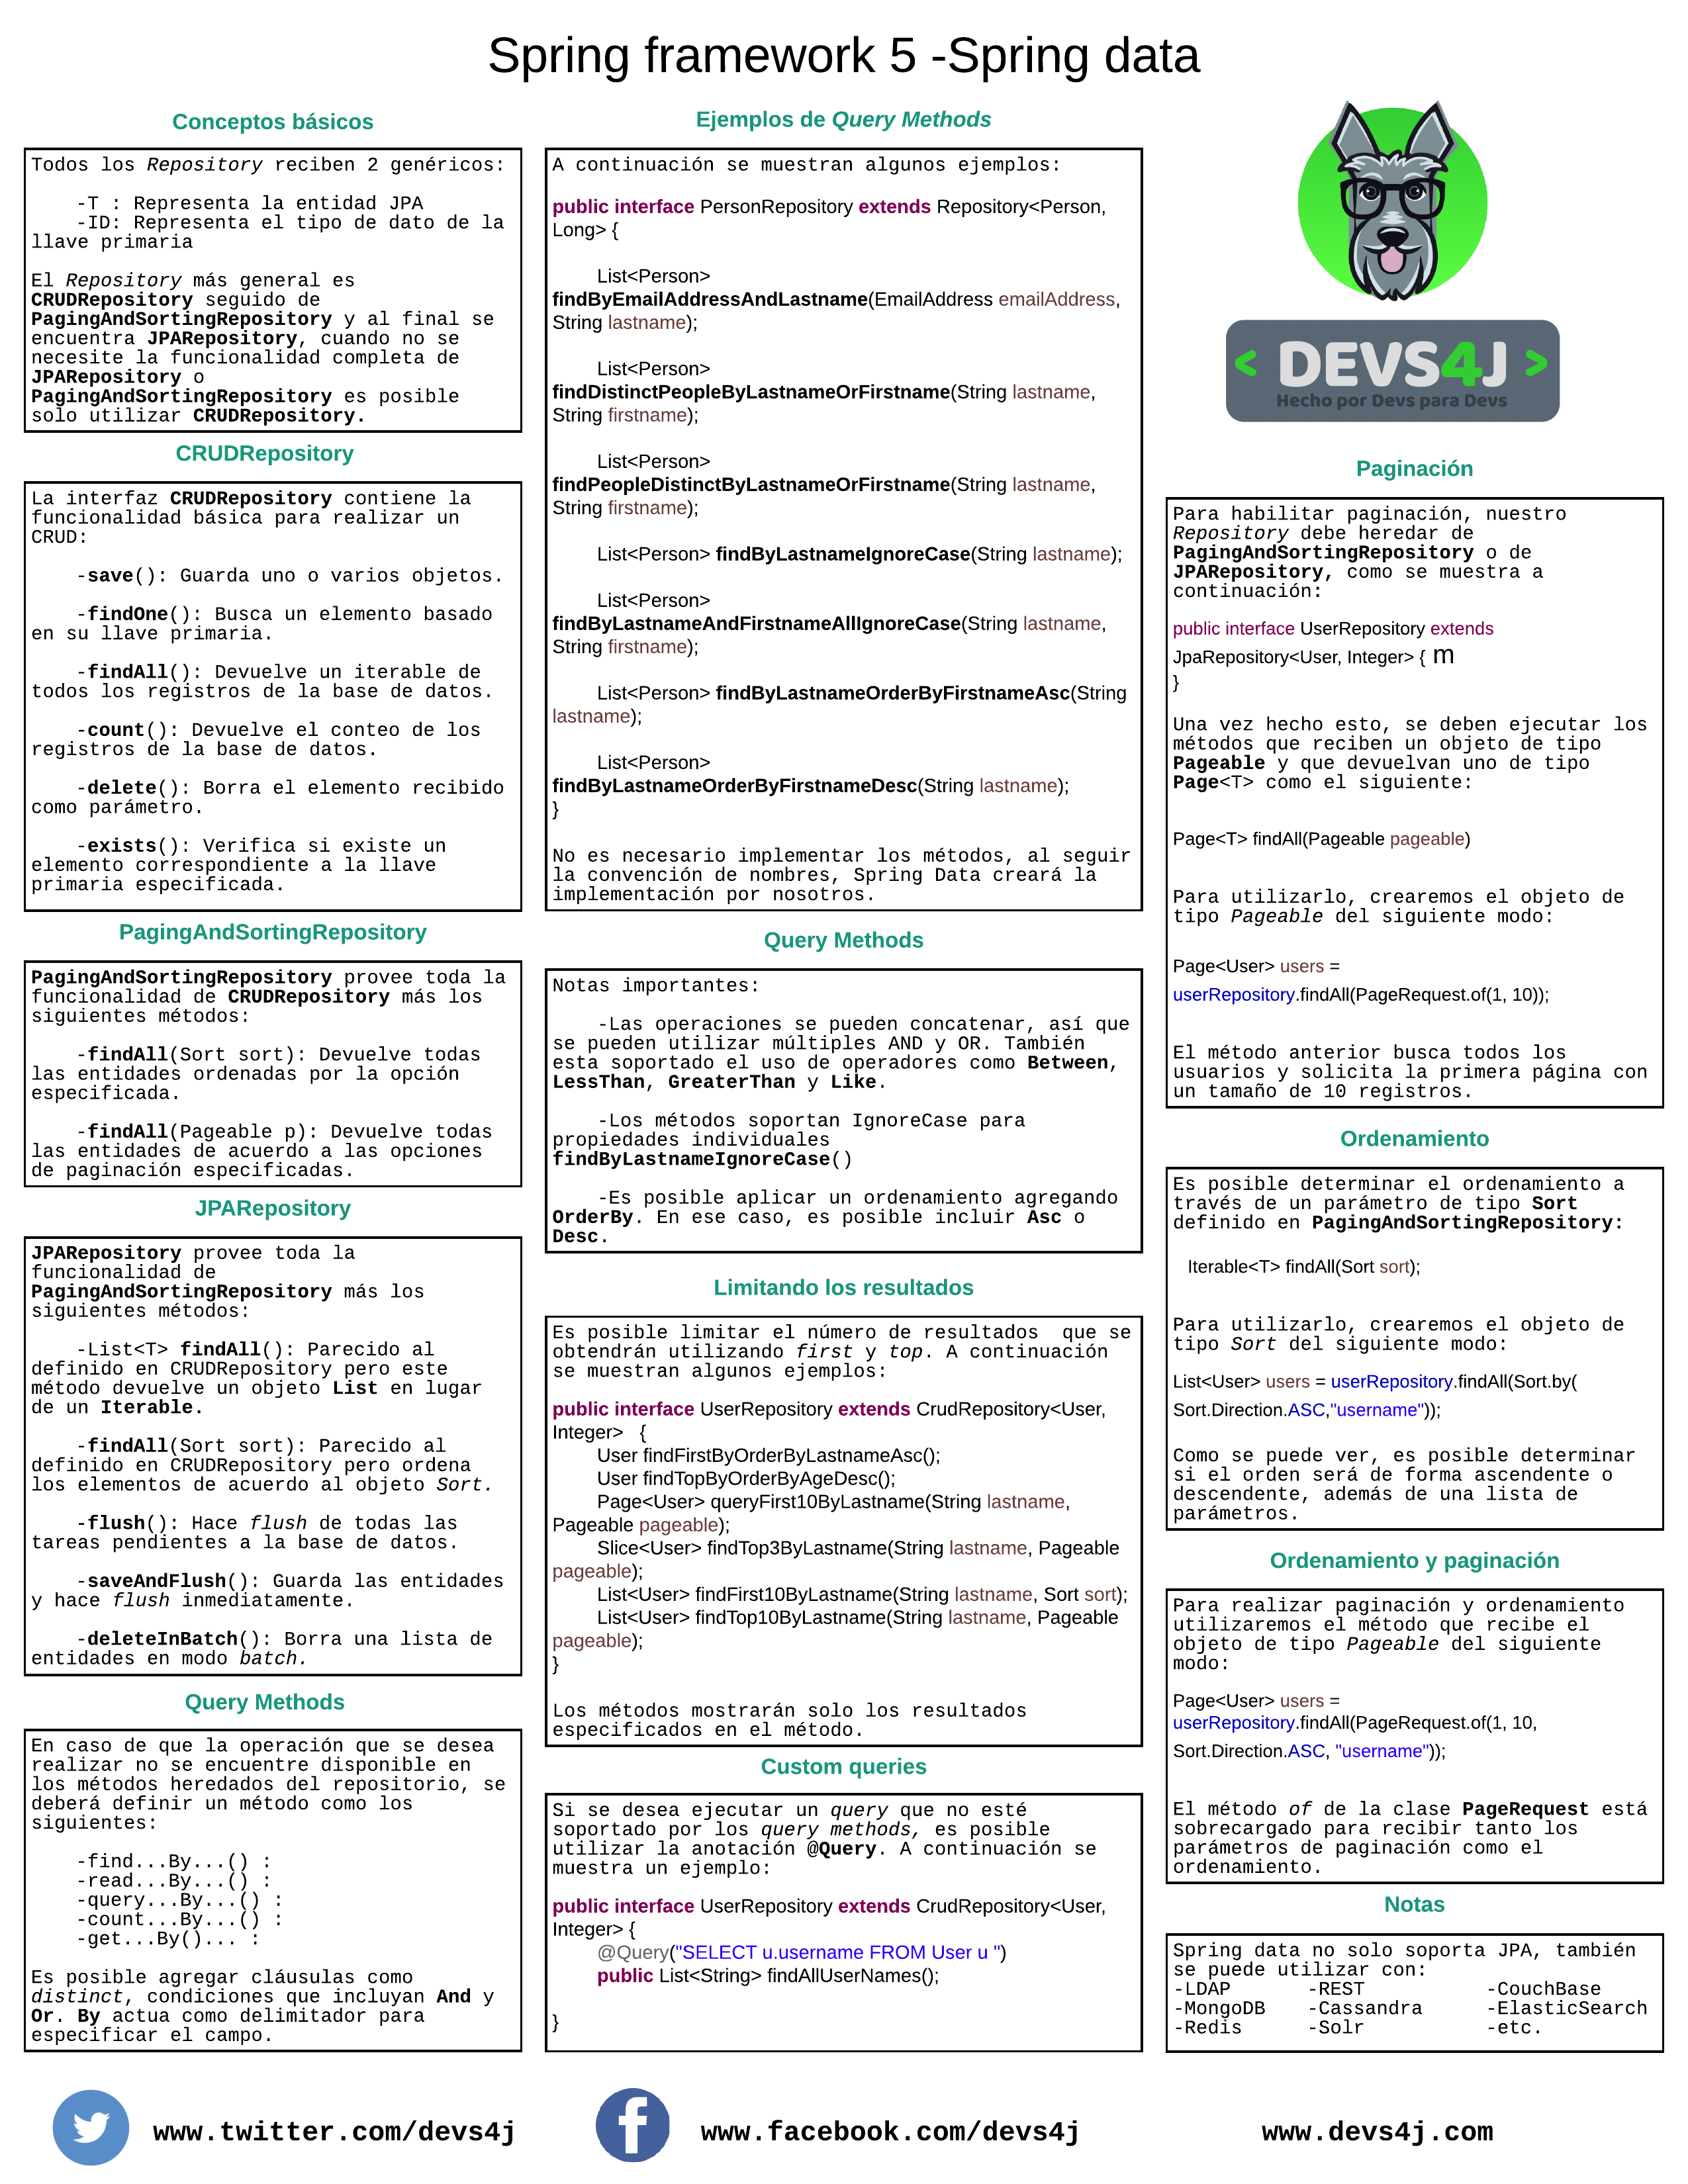 Spring framework 5 -Spring data
Conceptos básicos
Todos los Repository reciben 2 genéricos:
-T : Representa la entidad JPA
-ID: Representa el tipo de dato de la
llave primaria
El Repository más general es
CRUDRepository seguido de
PagingAndSortingRepository y al final se
encuentra JPARepository, cuando no se
necesite la funcionalidad completa de
JPARepository o
PagingAndSortingRepository es posible
solo utilizar CRUDRepository.
CRUDRepository
La interfaz CRUDRepository contiene la
funcionalidad básica para realizar un
CRUD:
-save(): Guarda uno o varios objetos.
-findOne(): Busca un elemento basado
en su llave primaria.
-findAll(): Devuelve un iterable de
todos los registros de la base de datos.
-count(): Devuelve el conteo de los
registros de la base de datos.
-delete(): Borra el elemento recibido
como parámetro.
-exists(): Verifica si existe un
elemento correspondiente a la llave
primaria especificada.
PagingAndSortingRepository
PagingAndSortingRepository provee toda la
funcionalidad de CRUDRepository más los
siguientes métodos:
-findAll(Sort sort): Devuelve todas
las entidades ordenadas por la opción
especificada.
-findAll(Pageable p): Devuelve todas
las entidades de acuerdo a las opciones
de paginación especificadas.
JPARepository
JPARepository provee toda la
funcionalidad de
PagingAndSortingRepository más los
siguientes métodos:
-List<T> findAll(): Parecido al
definido en CRUDRepository pero este
método devuelve un objeto List en lugar
de un Iterable.
-findAll(Sort sort): Parecido al
definido en CRUDRepository pero ordena
los elementos de acuerdo al objeto Sort.
-flush(): Hace flush de todas las
tareas pendientes a la base de datos.
-saveAndFlush(): Guarda las entidades
y hace flush inmediatamente.
-deleteInBatch(): Borra una lista de
entidades en modo batch.
Query Methods
En caso de que la operación que se desea
realizar no se encuentre disponible en
los métodos heredados del repositorio, se
deberá definir un método como los
siguientes:
-find...By...() :
-read...By...() :
-query...By...() :
-count...By...() :
-get...By()... :
Es posible agregar cláusulas como
distinct, condiciones que incluyan And y
Or. By actua como delimitador para
especificar el campo.
Ejemplos de Query Methods
A continuación se muestran algunos ejemplos:
public interface PersonRepository extends Repository<Person,
Long> {
List<Person>
findByEmailAddressAndLastname(EmailAddress emailAddress,
String lastname);
List<Person>
findDistinctPeopleByLastnameOrFirstname(String lastname,
String firstname);
List<Person>
findPeopleDistinctByLastnameOrFirstname(String lastname,
String firstname);
List<Person> findByLastnameIgnoreCase(String lastname);
List<Person>
findByLastnameAndFirstnameAllIgnoreCase(String lastname,
String firstname);
List<Person> findByLastnameOrderByFirstnameAsc(String
lastname);
List<Person>
findByLastnameOrderByFirstnameDesc(String lastname);
}
No es necesario implementar los métodos, al seguir
la convención de nombres, Spring Data creará la
implementación por nosotros.
Query Methods
Notas importantes:
-Las operaciones se pueden concatenar, así que
se pueden utilizar múltiples AND y OR. También
esta soportado el uso de operadores como Between,
LessThan, GreaterThan y Like.
-Los métodos soportan IgnoreCase para
propiedades individuales
findByLastnameIgnoreCase()
-Es posible aplicar un ordenamiento agregando
OrderBy. En ese caso, es posible incluir Asc o
Desc.
Limitando los resultados
Es posible limitar el número de resultados  que se
obtendrán utilizando first y top. A continuación
se muestran algunos ejemplos:
public interface UserRepository extends CrudRepository<User,
Integer>   {
User findFirstByOrderByLastnameAsc();
User findTopByOrderByAgeDesc();
Page<User> queryFirst10ByLastname(String lastname,
Pageable pageable);
Slice<User> findTop3ByLastname(String lastname, Pageable
pageable);
List<User> findFirst10ByLastname(String lastname, Sort sort);
List<User> findTop10ByLastname(String lastname, Pageable
pageable);
}
Los métodos mostrarán solo los resultados
especificados en el método.
Custom queries
Si se desea ejecutar un query que no esté
soportado por los query methods, es posible
utilizar la anotación @Query. A continuación se
muestra un ejemplo:
public interface UserRepository extends CrudRepository<User,
Integer> {
@Query("SELECT u.username FROM User u ")
public List<String> findAllUserNames();
}
< DEVS4J >
Hecho por Devs para Devs
Paginación
Para habilitar paginación, nuestro
Repository debe heredar de
PagingAndSortingRepository o de
JPARepository, como se muestra a
continuación:
public interface UserRepository extends
JpaRepository<User, Integer> { m
}
Una vez hecho esto, se deben ejecutar los
métodos que reciben un objeto de tipo
Pageable y que devuelvan uno de tipo
Page<T> como el siguiente:
Page<T> findAll(Pageable pageable)
Para utilizarlo, crearemos el objeto de
tipo Pageable del siguiente modo:
Page<User> users =
userRepository.findAll(PageRequest.of(1, 10));
El método anterior busca todos los
usuarios y solicita la primera página con
un tamaño de 10 registros.
Ordenamiento
Es posible determinar el ordenamiento a
través de un parámetro de tipo Sort
definido en PagingAndSortingRepository:
Iterable<T> findAll(Sort sort);
Para utilizarlo, crearemos el objeto de
tipo Sort del siguiente modo:
List<User> users = userRepository.findAll(Sort.by(
Sort.Direction.ASC,"username"));
Como se puede ver, es posible determinar
si el orden será de forma ascendente o
descendente, además de una lista de
parámetros.
Ordenamiento y paginación
Para realizar paginación y ordenamiento
utilizaremos el método que recibe el
objeto de tipo Pageable del siguiente
modo:
Page<User> users =
userRepository.findAll(PageRequest.of(1, 10,
Sort.Direction.ASC, "username"));
El método of de la clase PageRequest está
sobrecargado para recibir tanto los
parámetros de paginación como el
ordenamiento.
Notas
Spring data no solo soporta JPA, también
se puede utilizar con:
-LDAP -REST -CouchBase
-MongoDB -Cassandra -ElasticSearch
-Redis -Solr -etc.
www.twitter.com/devs4j
www.facebook.com/devs4j
www.devs4j.com